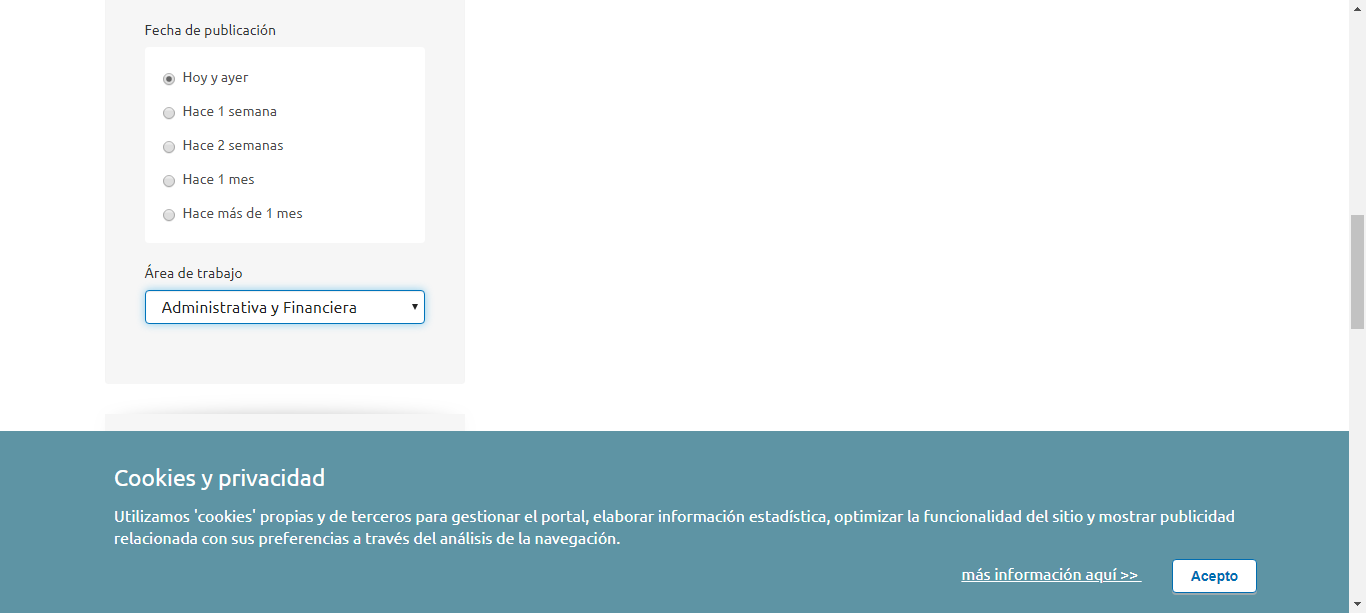 Fecha de publicación
Hoy y ayer
Hace 1 semana
Hace 2 semanas
Hace 1 mes
Hace más de 1 mes
Área de trabajo
Administrativa y Financiera
Cookies y privacidad
Utilizamos 'cookies' propias y de terceros para gestionar el portal, elaborar información estadística, optimizar la funcionalidad del sitio y mostrar publicidad
relacionada con sus preferencias a través del análisis de la navegación.
más información aquí >>
Acepto